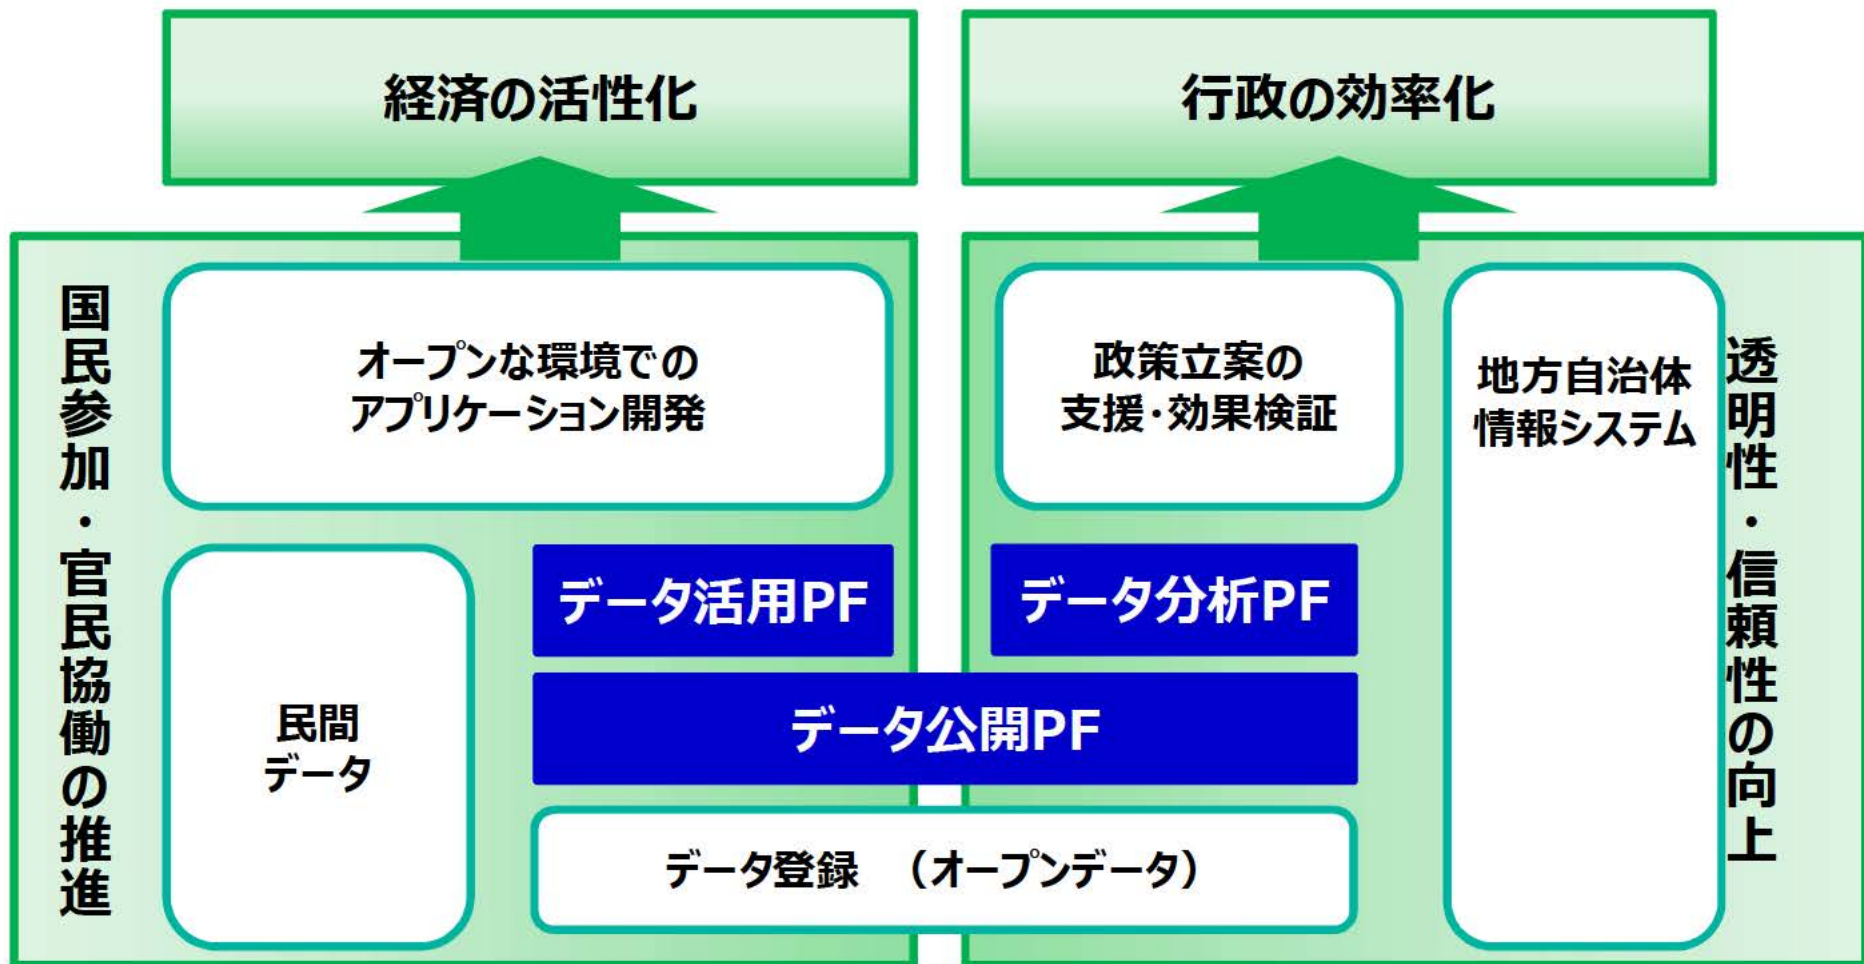 経済の活性化
行政の効率化
国民参加・官民協働の推進
オープンな環境での
アプリケーション開発
政策立案の
支援・効果検証
地方自治体
情報システム
透明性・信頼性の向上
民間
データ
データ活用PF
データ分析PF
データ公開PF
データ登録　（オープンデータ）